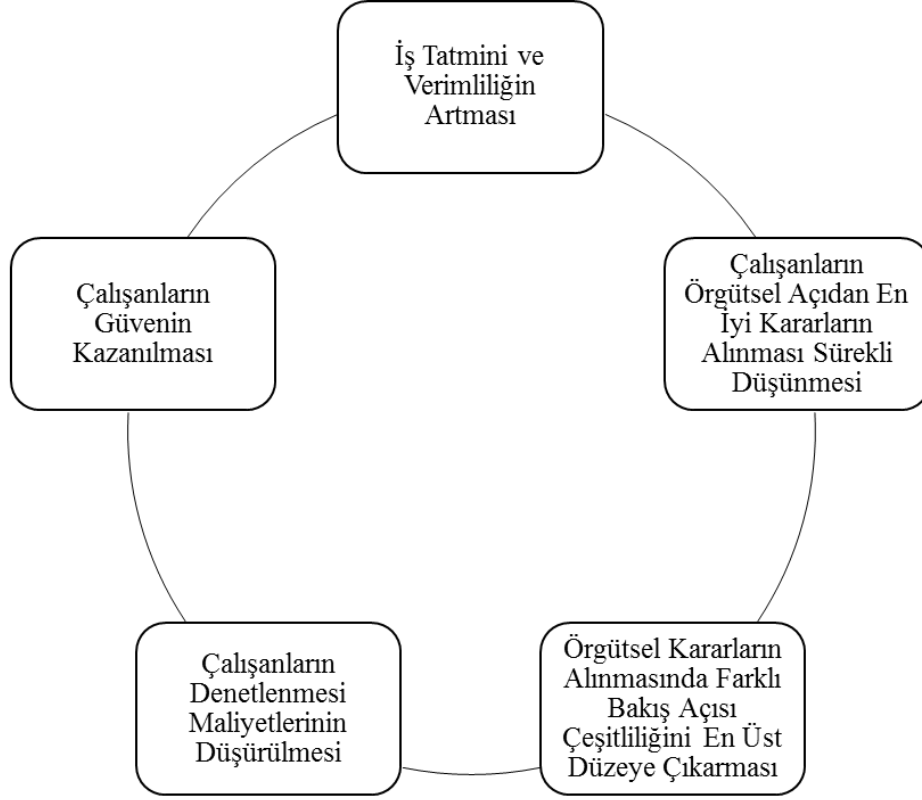 İş Tatmini ve
Verimliliğin
Artması
Çalışanların
Örgütsel Açıdan En
İyi Kararların
Alınması Sürekli
Düşünmesi
Örgütsel Kararların
Alınmasında Farklı
Bakış Açısı
Çeşitliliğini En Üst
Düzeye Çıkarması
Çalışanların
Denetlenmesi
Maliyetlerinin
Düşürülmesi
Çalışanların
Güvenin
Kazanılması